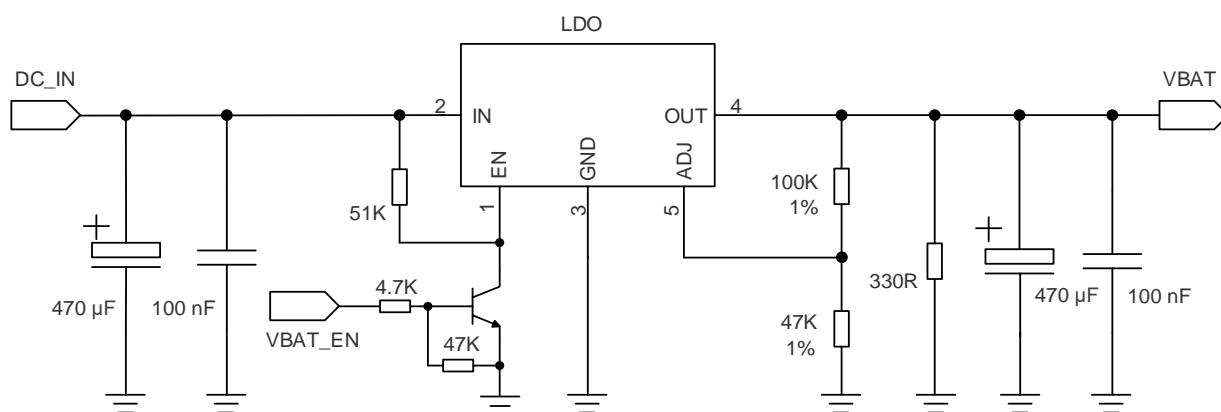 LDO
DC_IN
VBAT
2
IN
OUT
4
EN
GND
ADJ
1
3
5
51K
100K
1%
470 µF
100 nF
VBAT_EN
4.7K
47K
47K
1%
330R
470 µF
100 nF